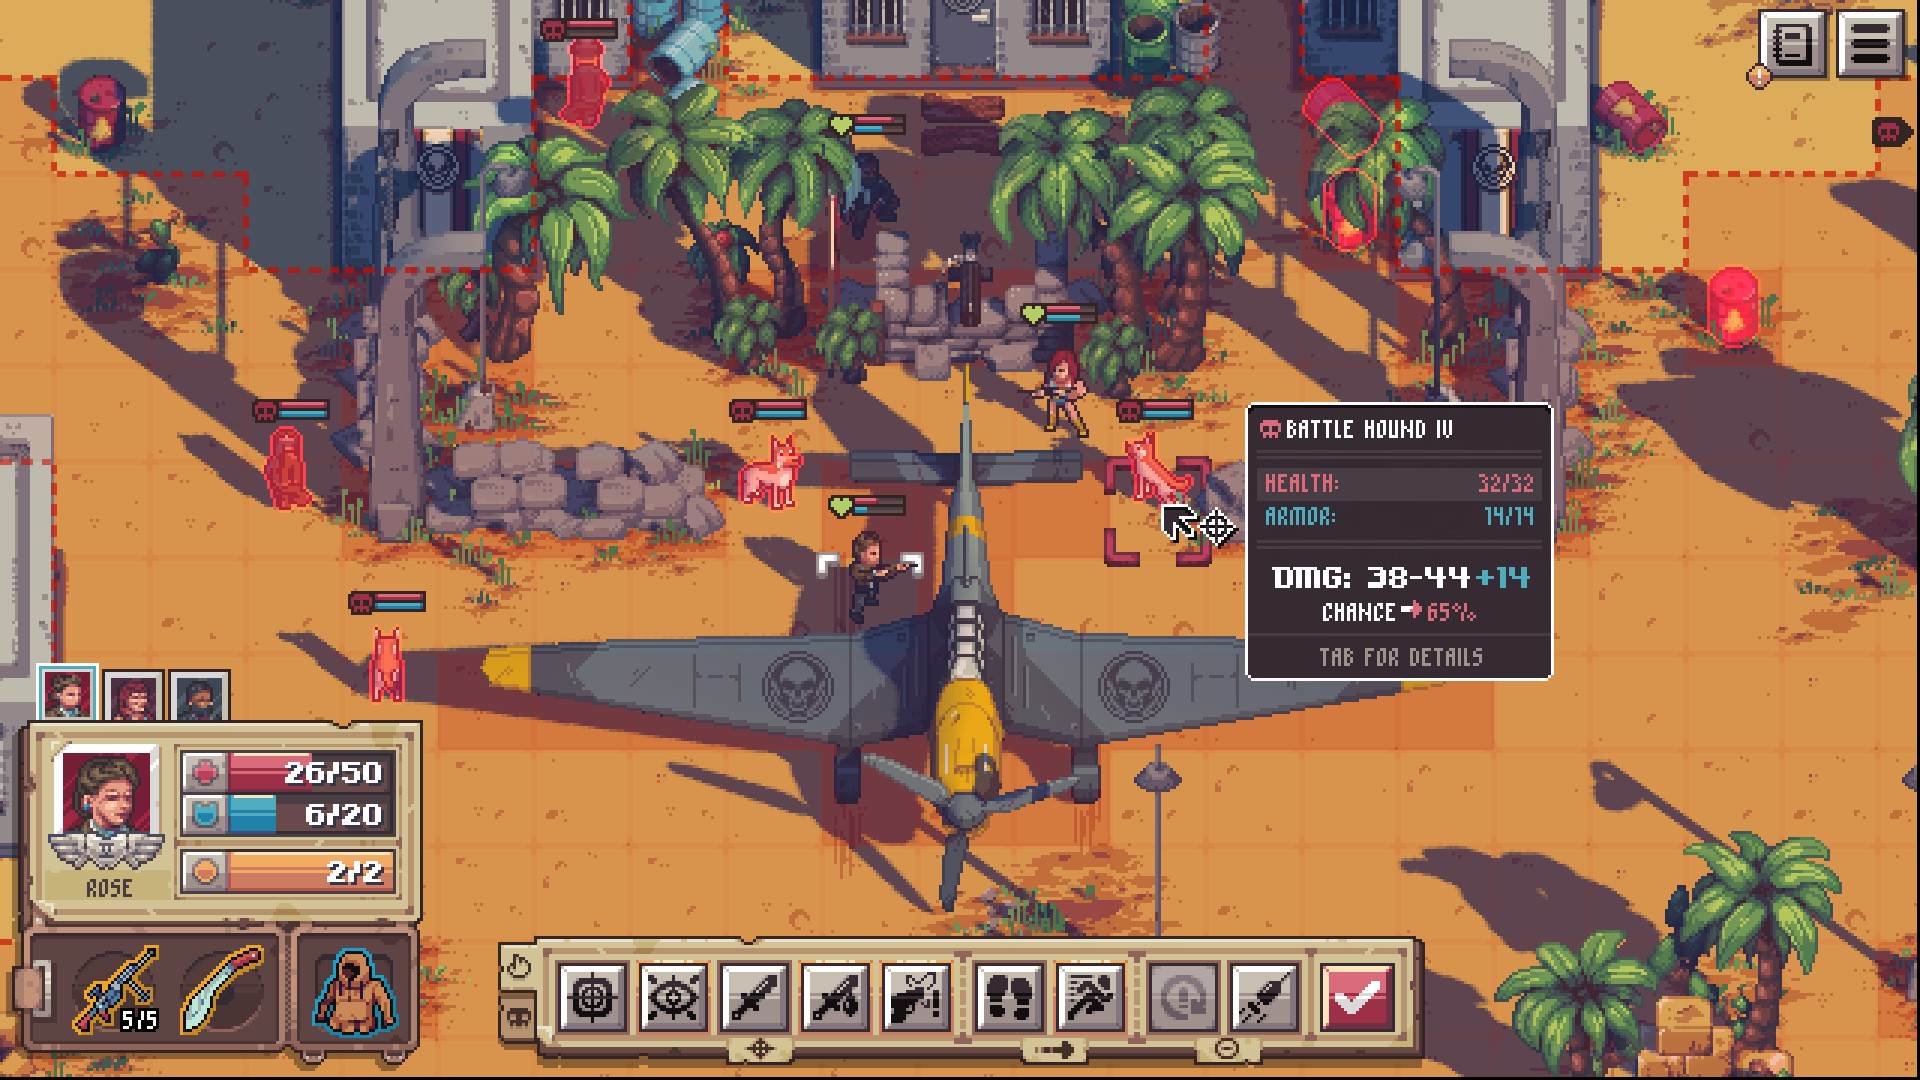 BATTLE HOUND IV
HEALTH: 32/32
ARMOR: 14/14
DMG: 38-44+14
CHANCE 65%
TAB FOR DETAILS
26/50
6/20
2/2
ROSE
5/5